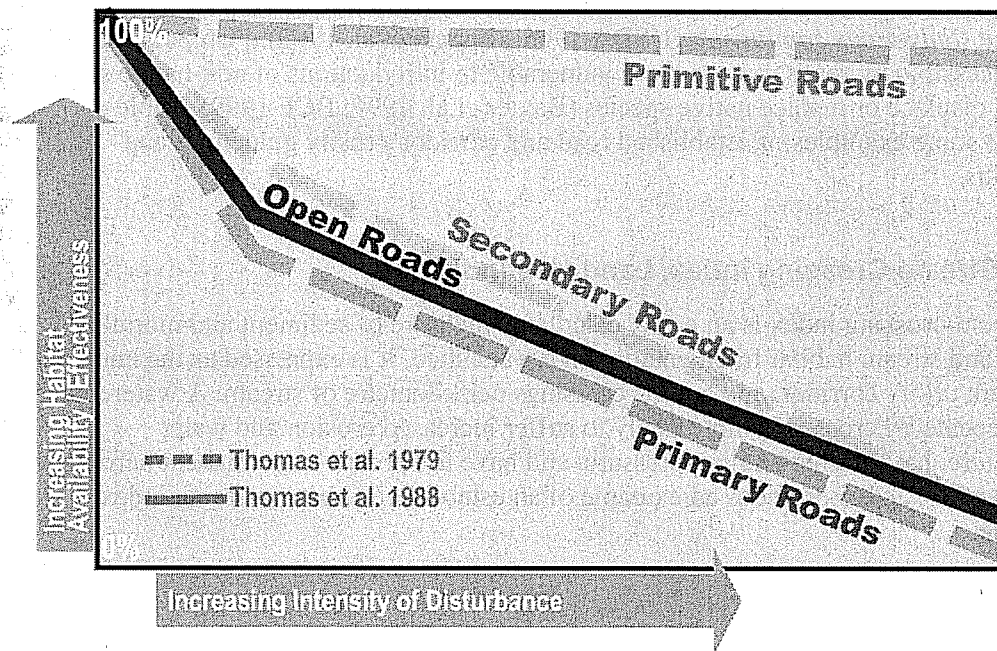 100%
Primitive Roads
Open Roads
Secondary Roads
Primary Roads
Increasing Habitat
Availability / Effectiveness
Thomas et al. 1979
Thomas et al. 1988
0%
Increasing Intensity of Disturbance